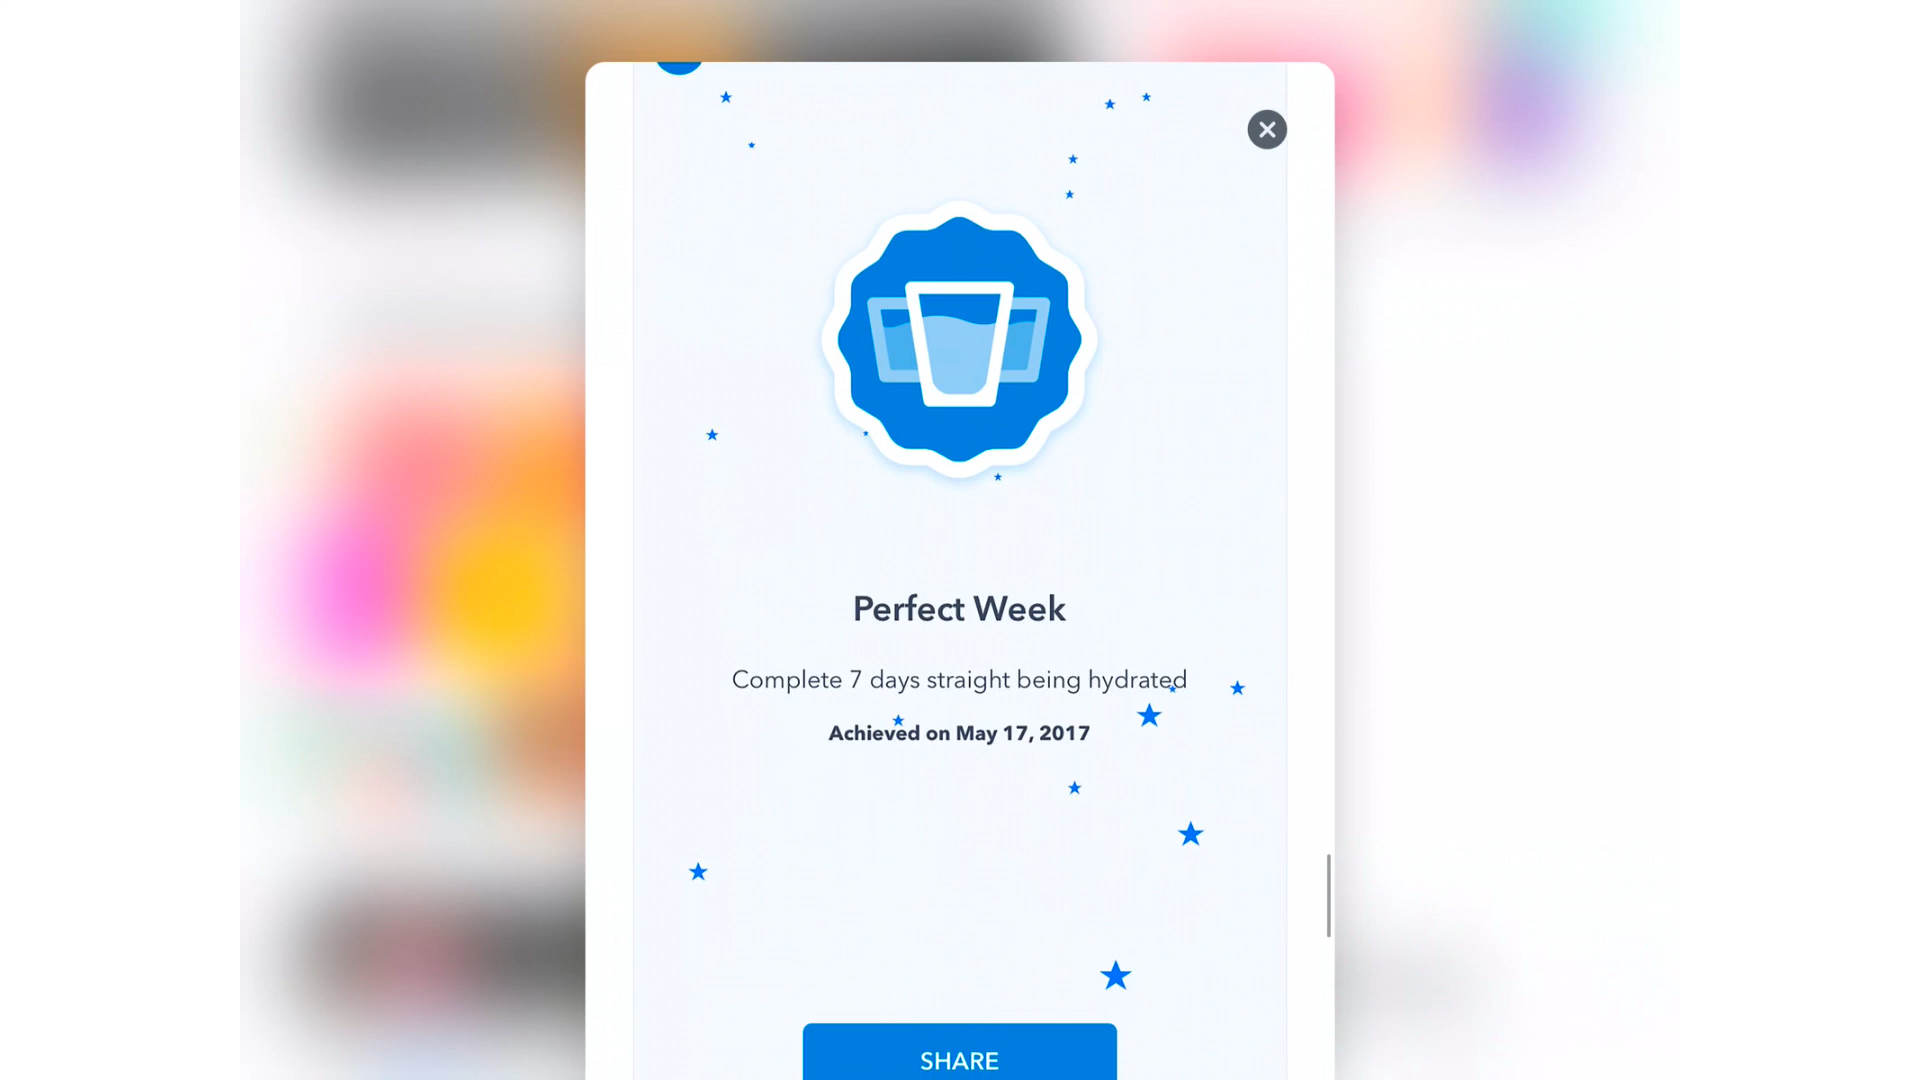 Perfect Week
Complete 7 days straight being hydrated
Achieved on May 17, 2017
SHARE